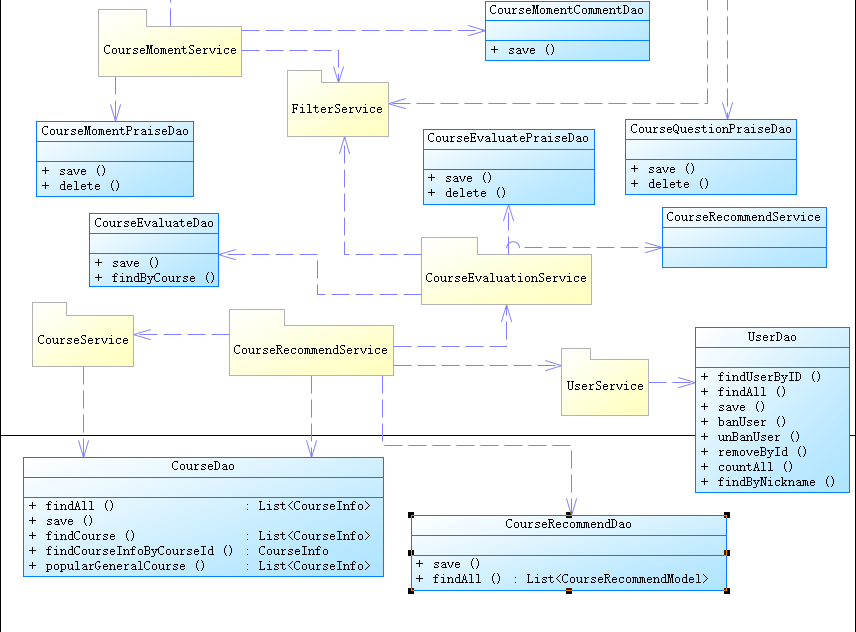 CourseMomentCommentDao
+ save ()
CourseMomentService
FilterService
CourseMomentPraiseDao
+ save ()
+ delete ()
CourseEvaluatePraiseDao
+ save ()
+ delete ()
CourseQuestionPraiseDao
+ save ()
+ delete ()
CourseEvaluateDao
+ save ()
+ findByCourse ()
CourseRecommendService
CourseEvaluationService
CourseService
CourseRecommendService
UserService
UserDao
+ findUserByID ()
+ findAll ()
+ save ()
+ banUser ()
+ unBanUser ()
+ removeById ()
+ countAll ()
+ findByNickname ()
CourseDao
+ findAll () : List<CourseInfo>
+ save ()
+ findCourse () : List<CourseInfo>
+ findCourseInfoByCourseId () : CourseInfo
+ popularGeneralCourse () : List<CourseInfo>
CourseRecommendDao
+ save ()
+ findAll () : List<CourseRecommendModel>